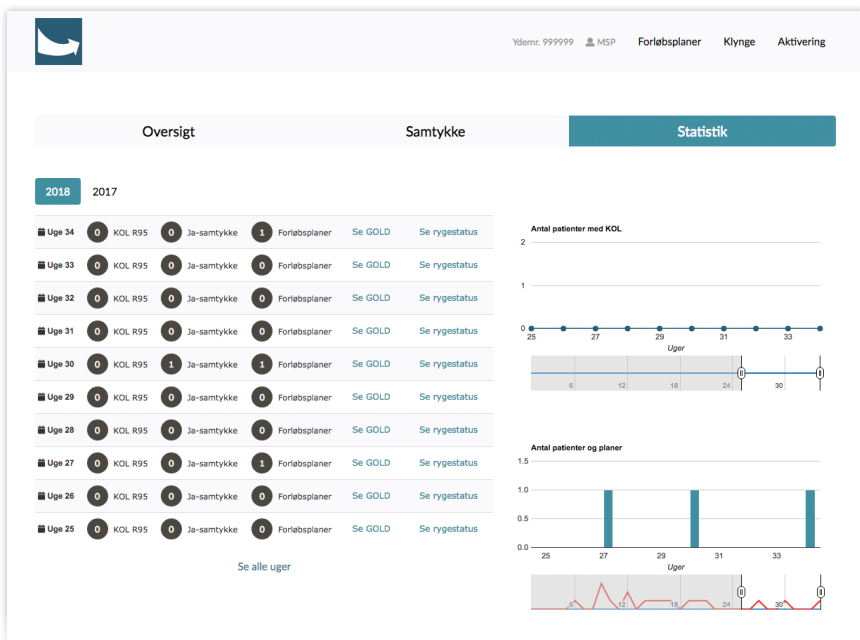 Ydernr. 999999 MSP Forløbsplaner Klynge Aktivering
Oversigt Samtykke Statistik
2018 2017
Uge 34 0 KOL R95 0 Ja-samtykke 1 Forløbsplaner Se GOLD Se rygestatus
Uge 33 0 KOL R95 0 Ja-samtykke 0 Forløbsplaner Se GOLD Se rygestatus
Uge 32 0 KOL R95 0 Ja-samtykke 0 Forløbsplaner Se GOLD Se rygestatus
Uge 31 0 KOL R95 0 Ja-samtykke 0 Forløbsplaner Se GOLD Se rygestatus
Uge 30 0 KOL R95 1 Ja-samtykke 1 Forløbsplaner Se GOLD Se rygestatus
Uge 29 0 KOL R95 0 Ja-samtykke 0 Forløbsplaner Se GOLD Se rygestatus
Uge 28 0 KOL R95 0 Ja-samtykke 0 Forløbsplaner Se GOLD Se rygestatus
Uge 27 0 KOL R95 0 Ja-samtykke 1 Forløbsplaner Se GOLD Se rygestatus
Uge 26 0 KOL R95 0 Ja-samtykke 0 Forløbsplaner Se GOLD Se rygestatus
Uge 25 0 KOL R95 0 Ja-samtykke 0 Forløbsplaner Se GOLD Se rygestatus
Se alle uger
Antal patienter med KOL
2
1
0
25 27 29 31 33
Uger
6 12 18 24 30
Antal patienter og planer
1.5
1.0
0.5
0.0
25 27 29 31 33
Uger
6 12 18 24 30